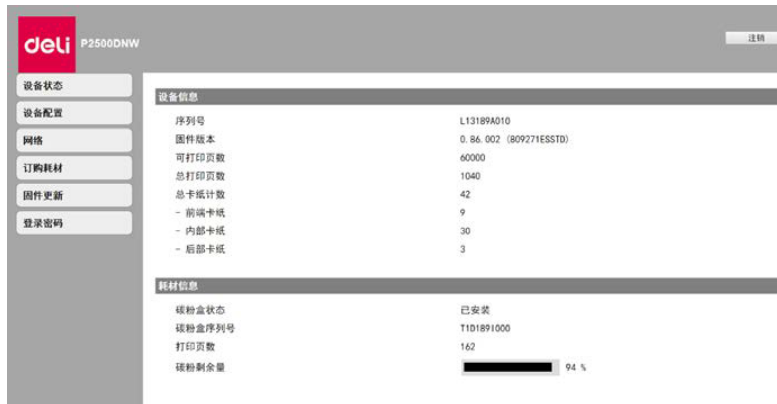 deli P2500DNW
注销
设备状态
设备配置
网络
订购耗材
固件更新
登录密码
设备信息
序列号 L13189A010
固件版本 0.86.002 (809271ESSTD)
可打印页数 60000
总打印页数 1040
总卡纸计数 42
- 前端卡纸 9
- 内部卡纸 30
- 后部卡纸 3
耗材信息
碳粉盒状态 已安装
碳粉盒序列号 T1D1891000
打印页数 162
碳粉剩余量 94 %